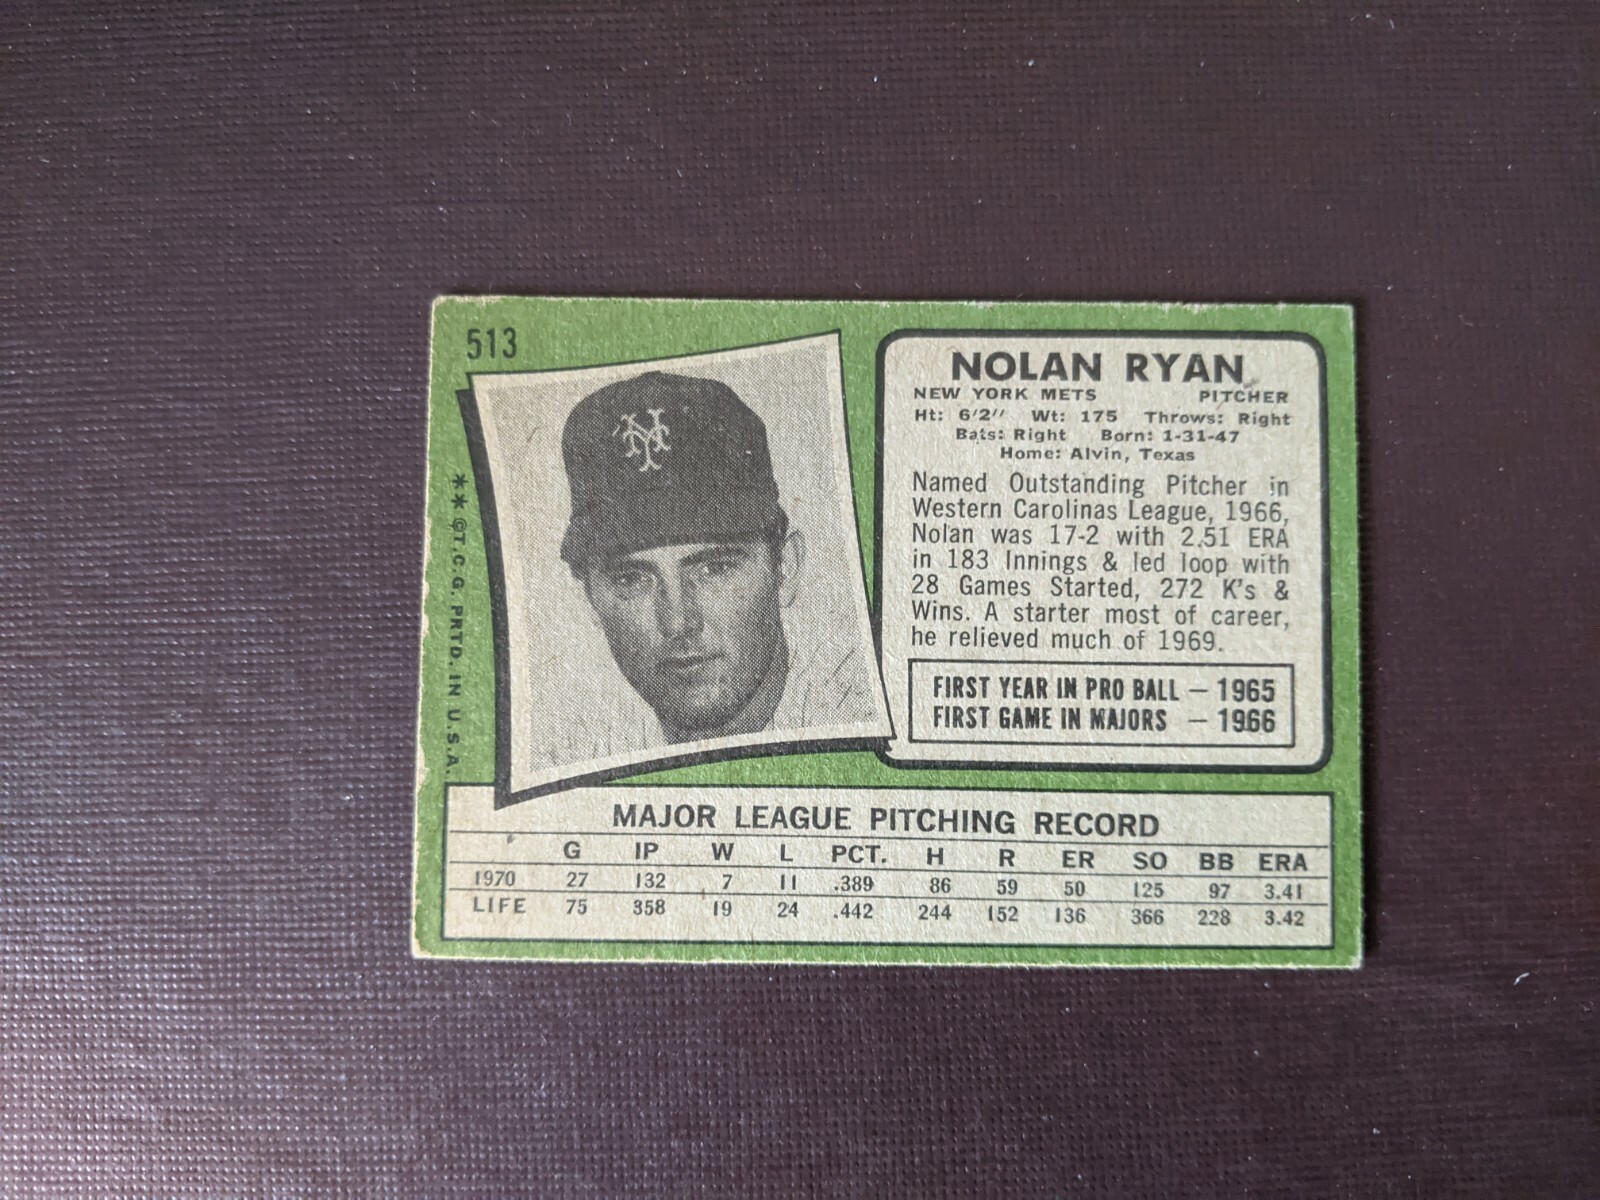 513
NY
NOLAN RYAN
NEW YORK METS PITCHER
Ht: 6'2" Wt: 175 Throws: Right
Bats: Right Born: 1-31-47
Home: Alvin, Texas
Named Outstanding Pitcher in
Western Carolinas League, 1966,
Nolan was 17-2 with 2.51 ERA
in 183 Innings & led loop with
28 Games Started, 272 K's &
Wins. A starter most of career,
he relieved much of 1969.
FIRST YEAR IN PRO BALL — 1965
FIRST GAME IN MAJORS — 1966
** ©T.C.G. PRTD. IN U.S.A.
MAJOR LEAGUE PITCHING RECORD
G IP W L PCT. H R ER SO BB ERA
1970 27 132 7 11 .389 86 59 50 125 97 3.41
LIFE 75 358 19 24 .442 244 152 136 366 228 3.42